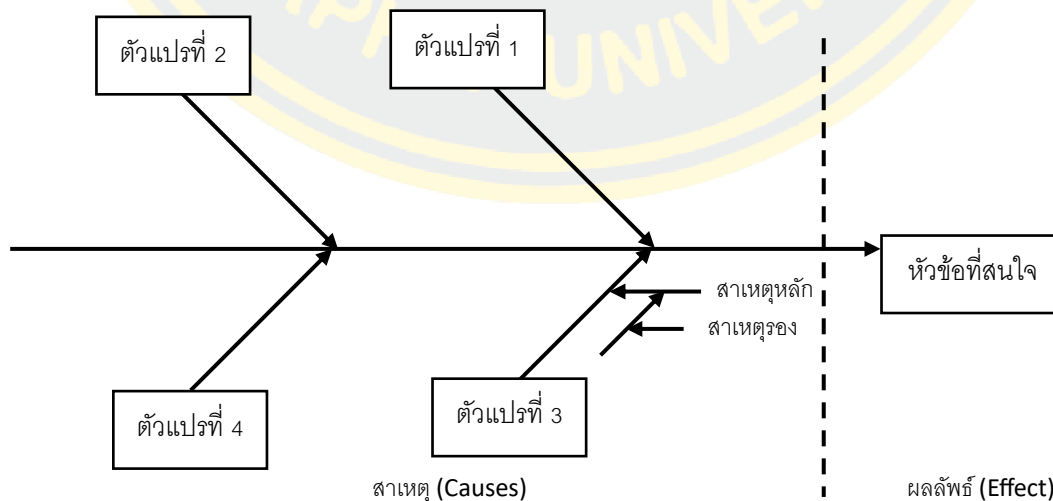 UNIVE
ตัวแปรที่ 2
ตัวแปรที่ 1
หัวข้อที่สนใจ
สาเหตุหลัก
สาเหตุรอง
ตัวแปรที่ 4
ตัวแปรที่ 3
สาเหตุ (Causes)
ผลลัพธ์ (Effect)